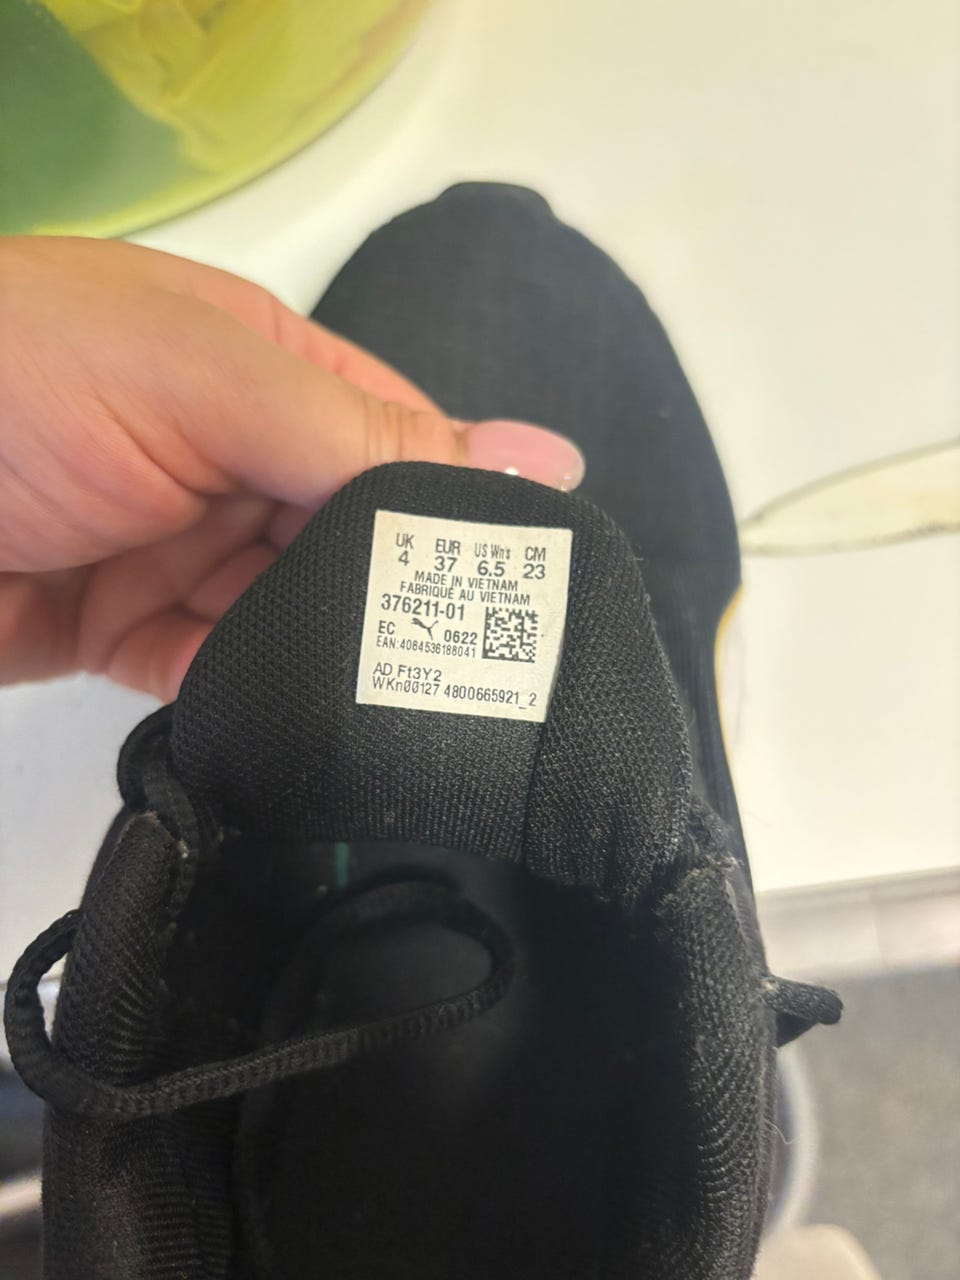 UK EUR US Wn's CM
4 37 6.5 23
MADE IN VIETNAM
FABRIQUÉ AU VIETNAM
376211-01
EC 0622
EAN:4064536188041
AD Ft3Y2
WKn00127 4800665921_2